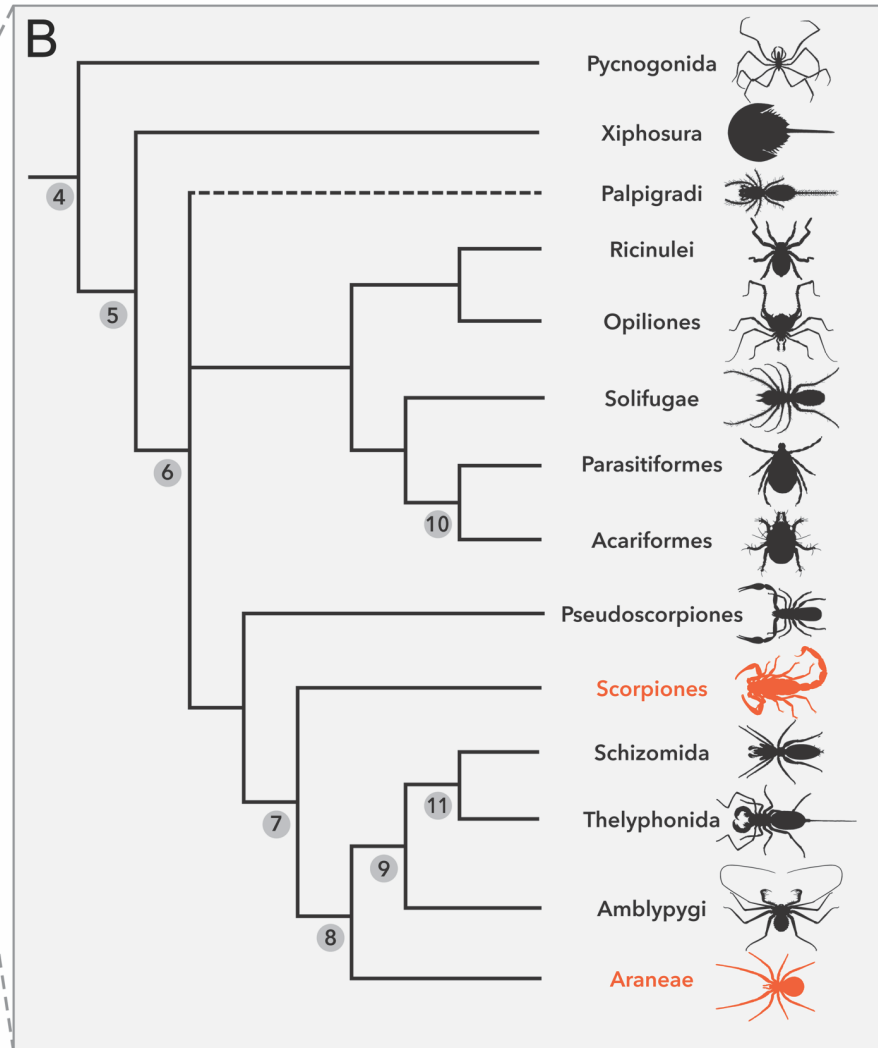 B
Pycnogonida
Xiphosura
4
Palpigradi
Ricinulei
5
Opiliones
Solifugae
Parasitiformes
6
10
Acariformes
Pseudoscorpiones
Scorpiones
Schizomida
11
Thelyphonida
7
9
Amblypygi
8
Araneae